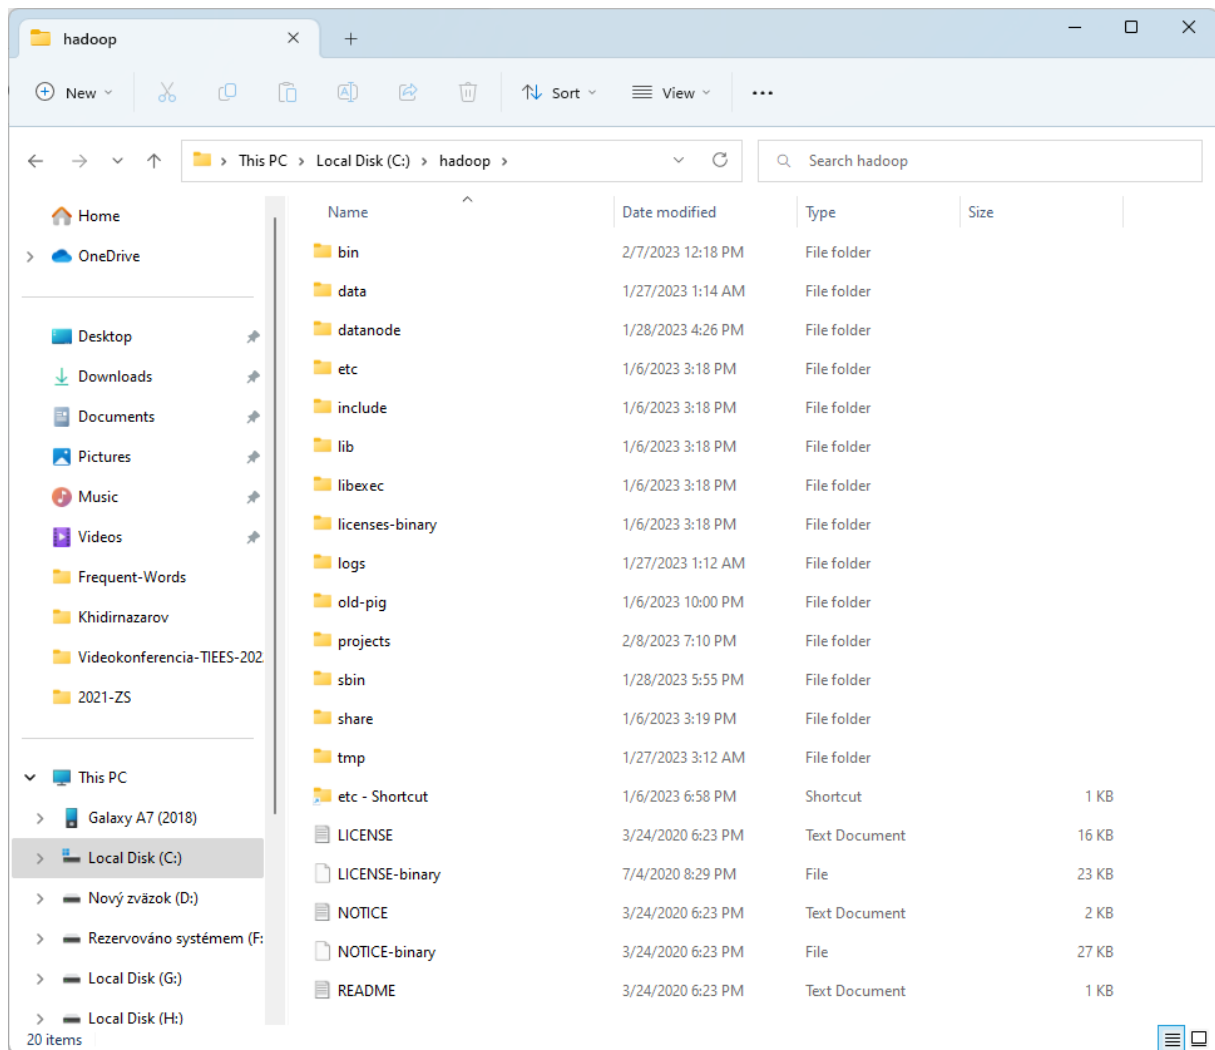 hadoop
New
Sort
View
This PC > Local Disk (C:) > hadoop >
Search hadoop
Home
OneDrive
Desktop
Downloads
Documents
Pictures
Music
Videos
Frequent-Words
Khidirnazarov
Videokonferencia-TIEES-202
2021-ZS
This PC
Galaxy A7 (2018)
Local Disk (C:)
Nový zväzok (D:)
Rezervováno systémem (F:
Local Disk (G:)
Local Disk (H:)
Name Date modified Type Size
bin 2/7/2023 12:18 PM File folder
data 1/27/2023 1:14 AM File folder
datanode 1/28/2023 4:26 PM File folder
etc 1/6/2023 3:18 PM File folder
include 1/6/2023 3:18 PM File folder
lib 1/6/2023 3:18 PM File folder
libexec 1/6/2023 3:18 PM File folder
licenses-binary 1/6/2023 3:18 PM File folder
logs 1/27/2023 1:12 AM File folder
old-pig 1/6/2023 10:00 PM File folder
projects 2/8/2023 7:10 PM File folder
sbin 1/28/2023 5:55 PM File folder
share 1/6/2023 3:19 PM File folder
tmp 1/27/2023 3:12 AM File folder
etc - Shortcut 1/6/2023 6:58 PM Shortcut 1 KB
LICENSE 3/24/2020 6:23 PM Text Document 16 KB
LICENSE-binary 7/4/2020 8:29 PM File 23 KB
NOTICE 3/24/2020 6:23 PM Text Document 2 KB
NOTICE-binary 3/24/2020 6:23 PM File 27 KB
README 3/24/2020 6:23 PM Text Document 1 KB
20 items